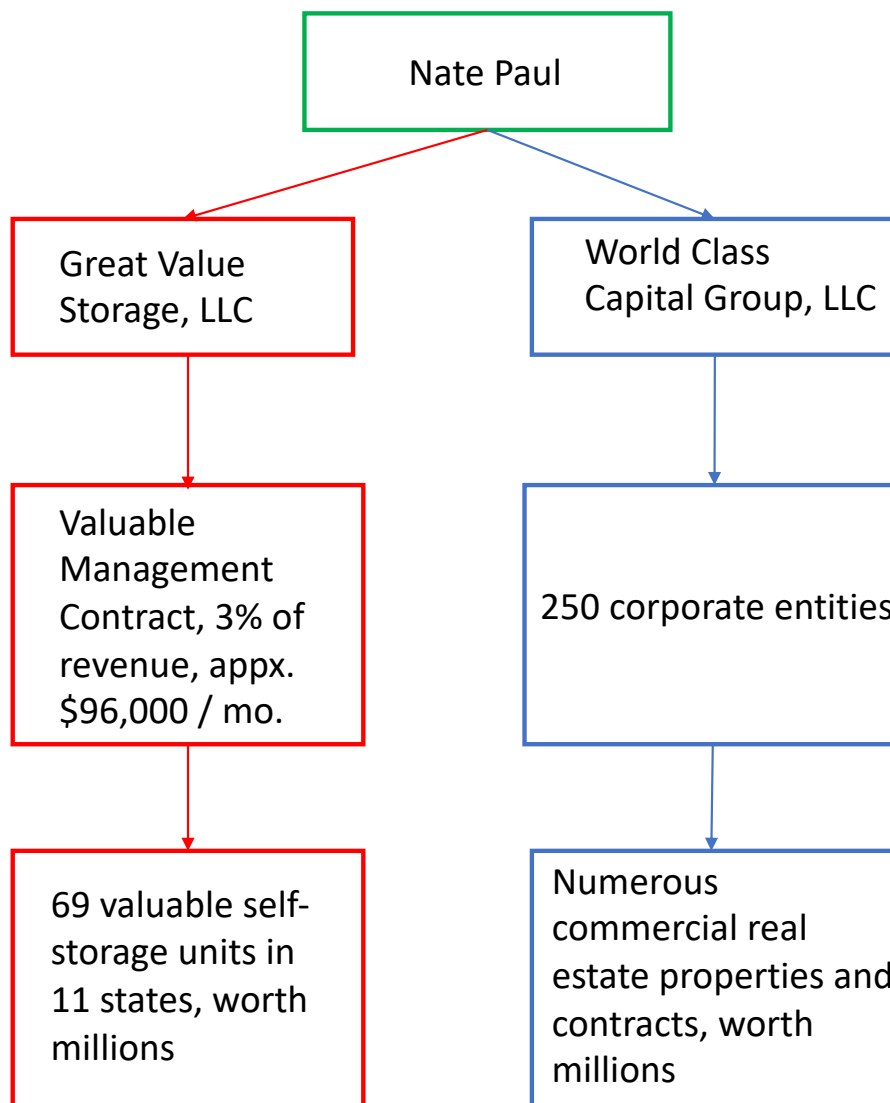 Nate Paul
Great Value
Storage, LLC
World Class
Capital Group, LLC
Valuable
Management
Contract, 3% of
revenue, appx.
$96,000 / mo.
250 corporate entities
69 valuable self-
storage units in
11 states, worth
millions
Numerous
commercial real
estate properties and
contracts, worth
millions